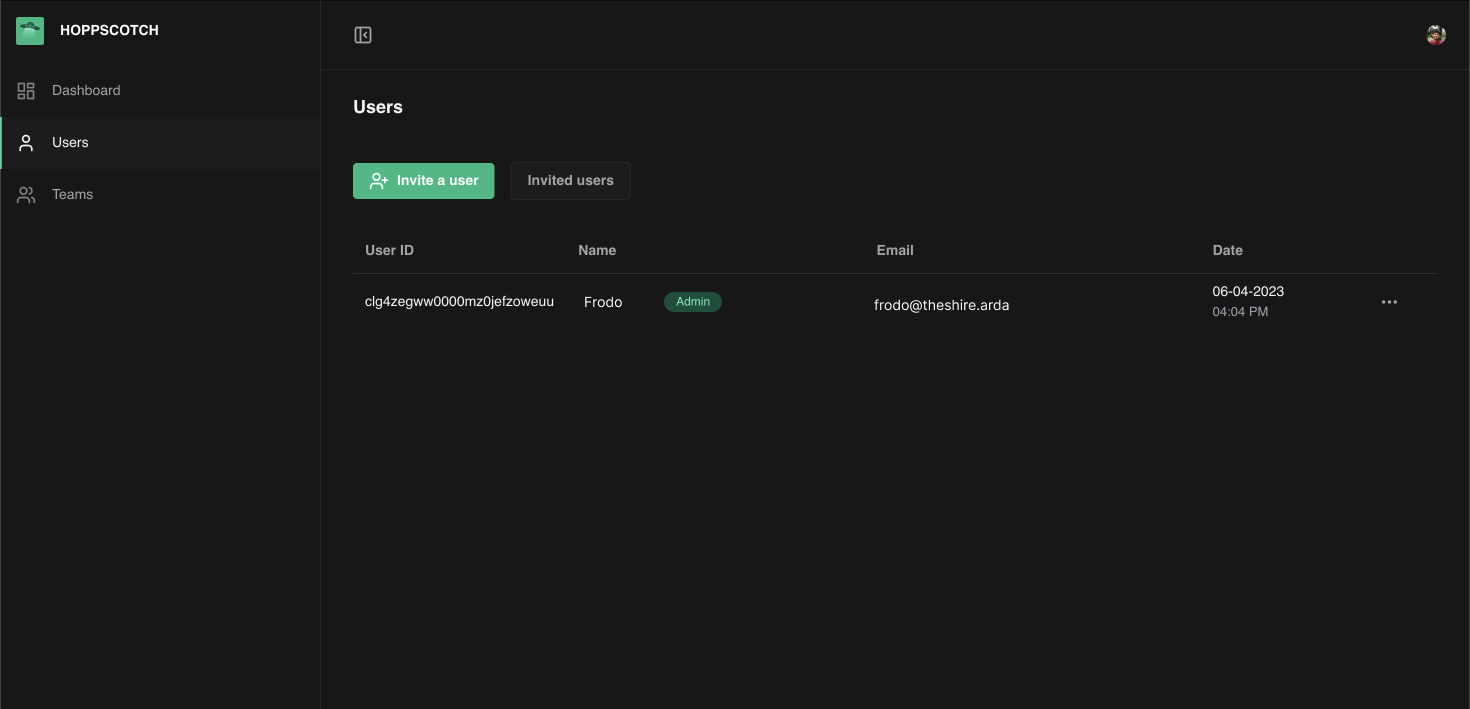 HOPPSCOTCH
Dashboard
Users
Teams
Users
Invite a user
Invited users
User ID Name Email Date
clg4zegww0000mz0jefzoweuu Frodo Admin frodo@theshire.arda 06-04-2023
04:04 PM